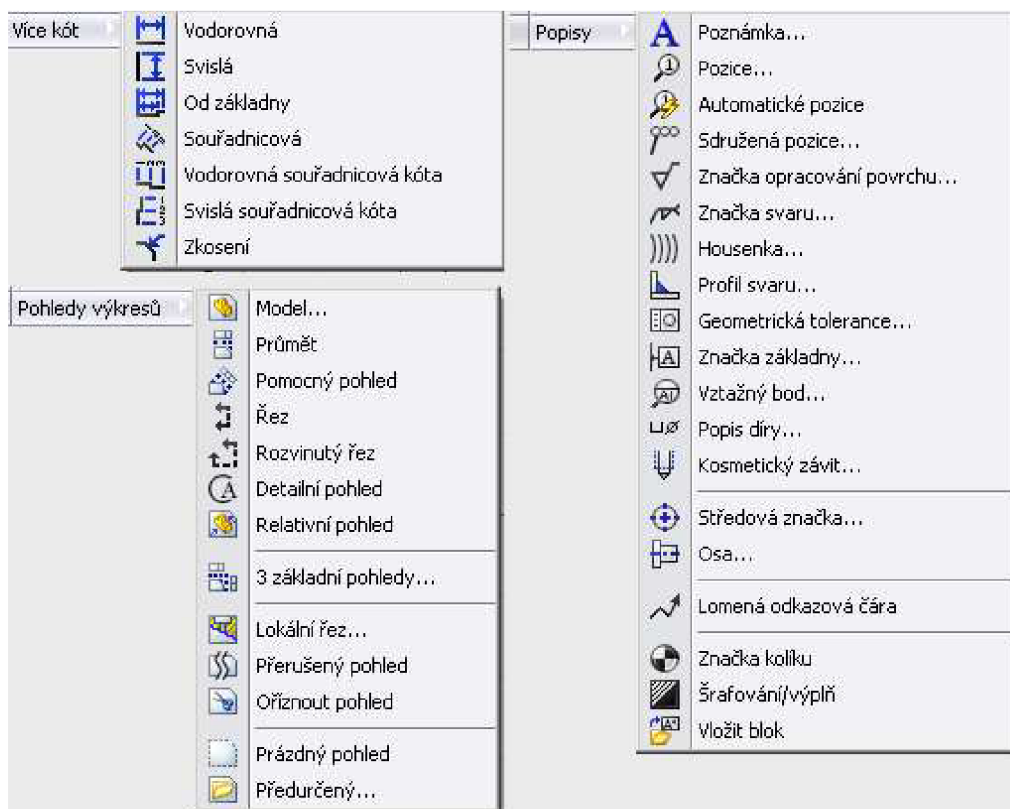 Více kót
Vodorovná
Svislá
Od základny
Souřadnicová
Vodorovná souřadnicová kóta
Svislá souřadnicová kóta
Zkosení
Pohledy výkresů
Model...
Průmět
Pomocný pohled
Řez
Rozvinutý řez
Detailní pohled
Relativní pohled
3 základní pohledy...
Lokální řez...
Přerušený pohled
Oříznout pohled
Prázdný pohled
Předurčený...
Popisy
Poznámka...
Pozice...
Automatické pozice
Sdružená pozice...
Značka opracování povrchu...
Značka svaru...
Housenka...
Profil svaru...
Geometrická tolerance...
Značka základny...
Vztažný bod...
Popis díry...
Kosmetický závit...
Středová značka...
Osa...
Lomená odkazová čára
Značka kolíku
Šrafování/výplň
Vložit blok